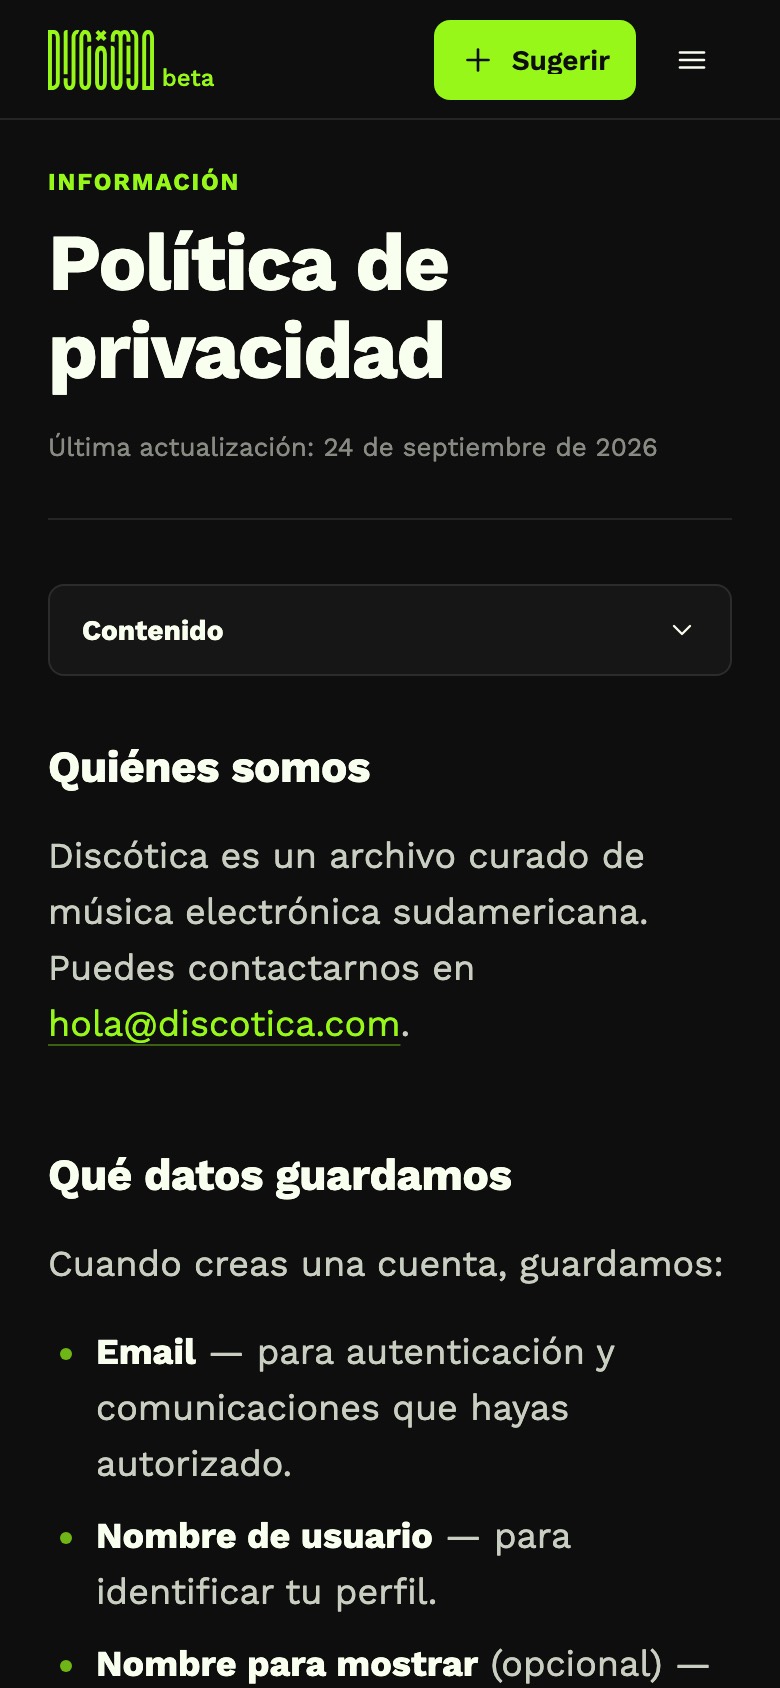 beta
Sugerir
INFORMACIÓN
Política de
privacidad
Última actualización: 24 de septiembre de 2026
Contenido
Quiénes somos
Discótica es un archivo curado de
música electrónica sudamericana.
Puedes contactarnos en
hola@discotica.com.
Qué datos guardamos
Cuando creas una cuenta, guardamos:
Email — para autenticación y
comunicaciones que hayas
autorizado.
Nombre de usuario — para
identificar tu perfil.
Nombre para mostrar (opcional) —